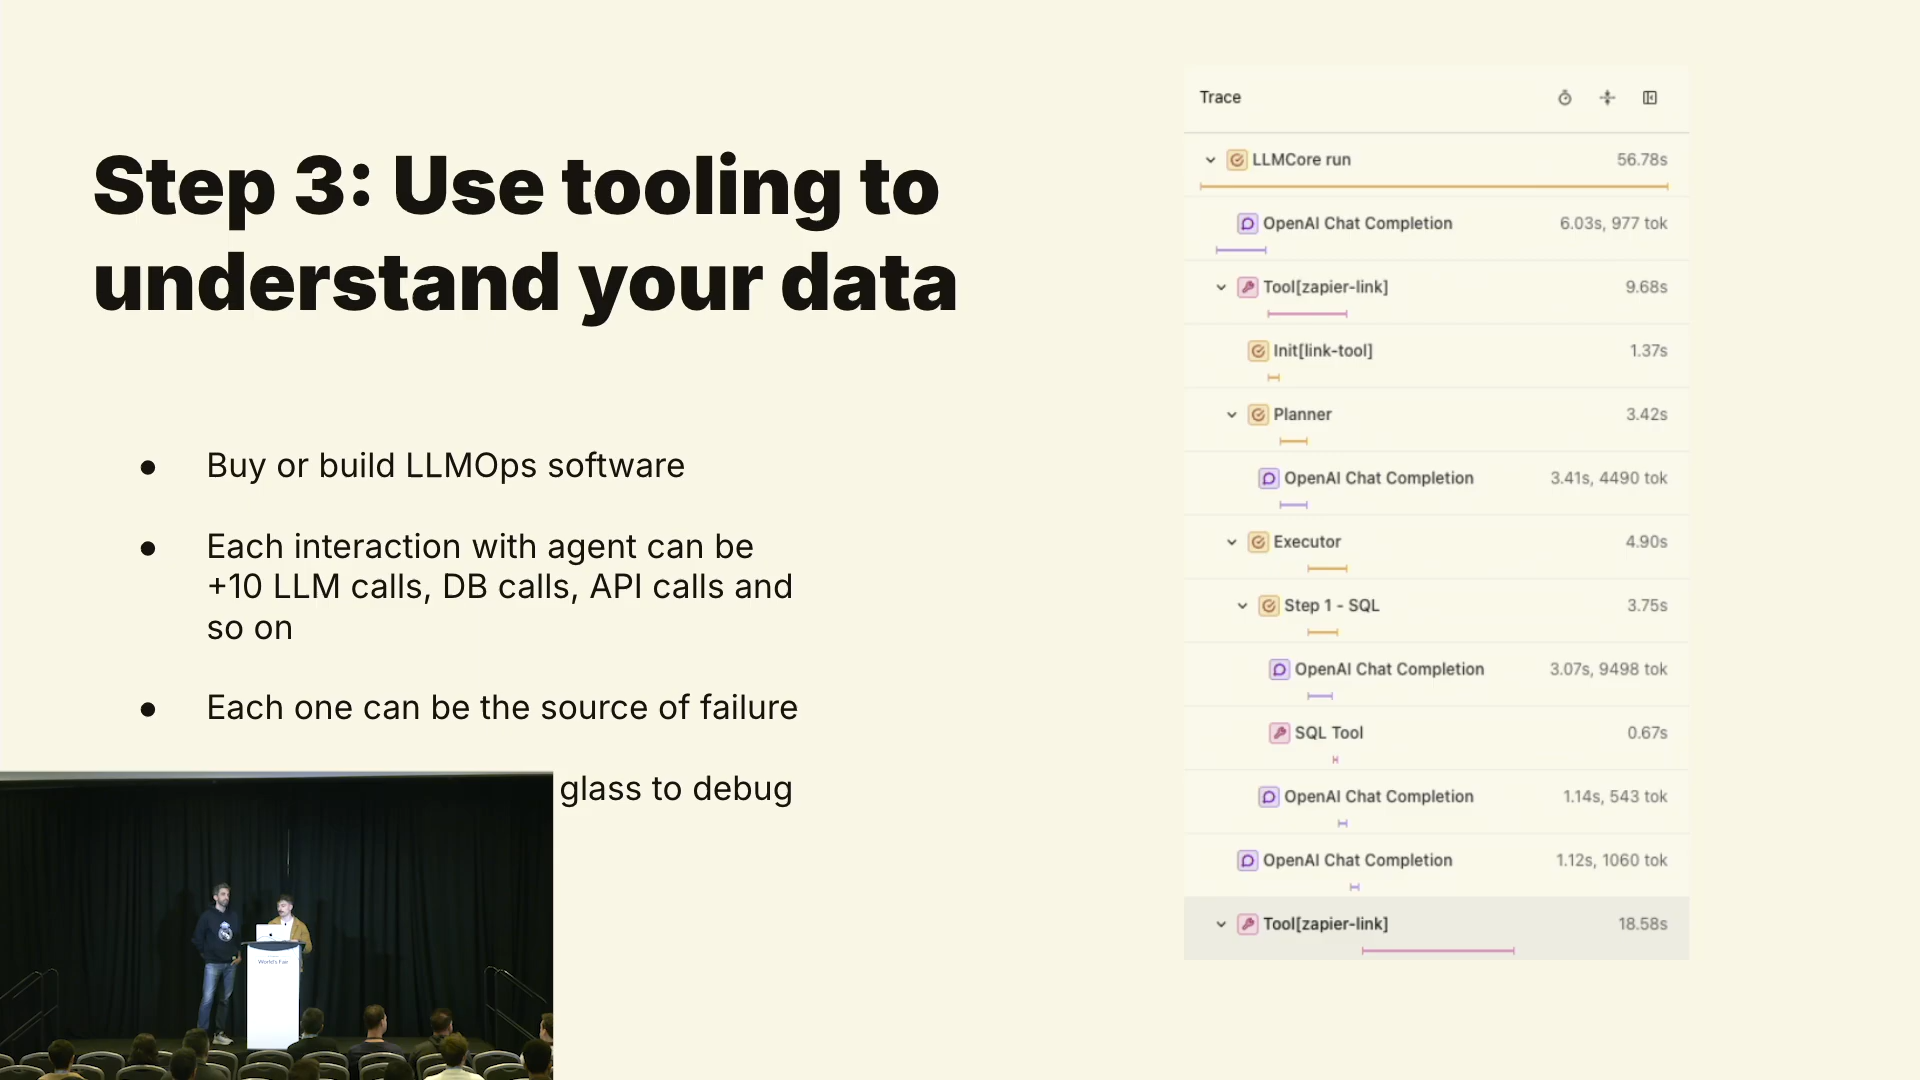 Step 3: Use tooling to
understand your data
● Buy or build LLMOps software
● Each interaction with agent can be
+10 LLM calls, DB calls, API calls and
so on
● Each one can be the source of failure
glass to debug
Trace
LLMCore run 56.78s
OpenAI Chat Completion 6.03s, 977 tok
Tool[zapier-link] 9.68s
Init[link-tool] 1.37s
Planner 3.42s
OpenAI Chat Completion 3.41s, 4490 tok
Executor 4.90s
Step 1 - SQL 3.75s
OpenAI Chat Completion 3.07s, 9498 tok
SQL Tool 0.67s
OpenAI Chat Completion 1.14s, 543 tok
OpenAI Chat Completion 1.12s, 1060 tok
Tool[zapier-link] 18.58s
World's Fair